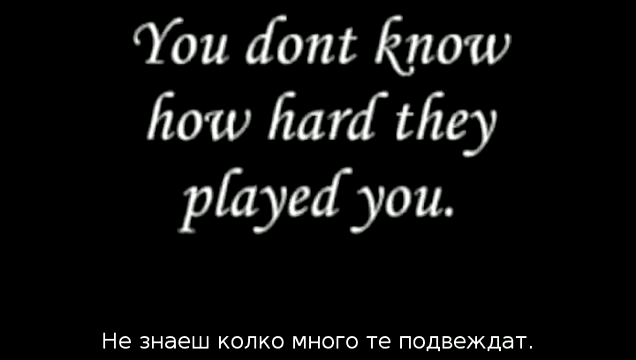 You dont know
how hard they
played you.
Не знаеш колко много те подвеждат.